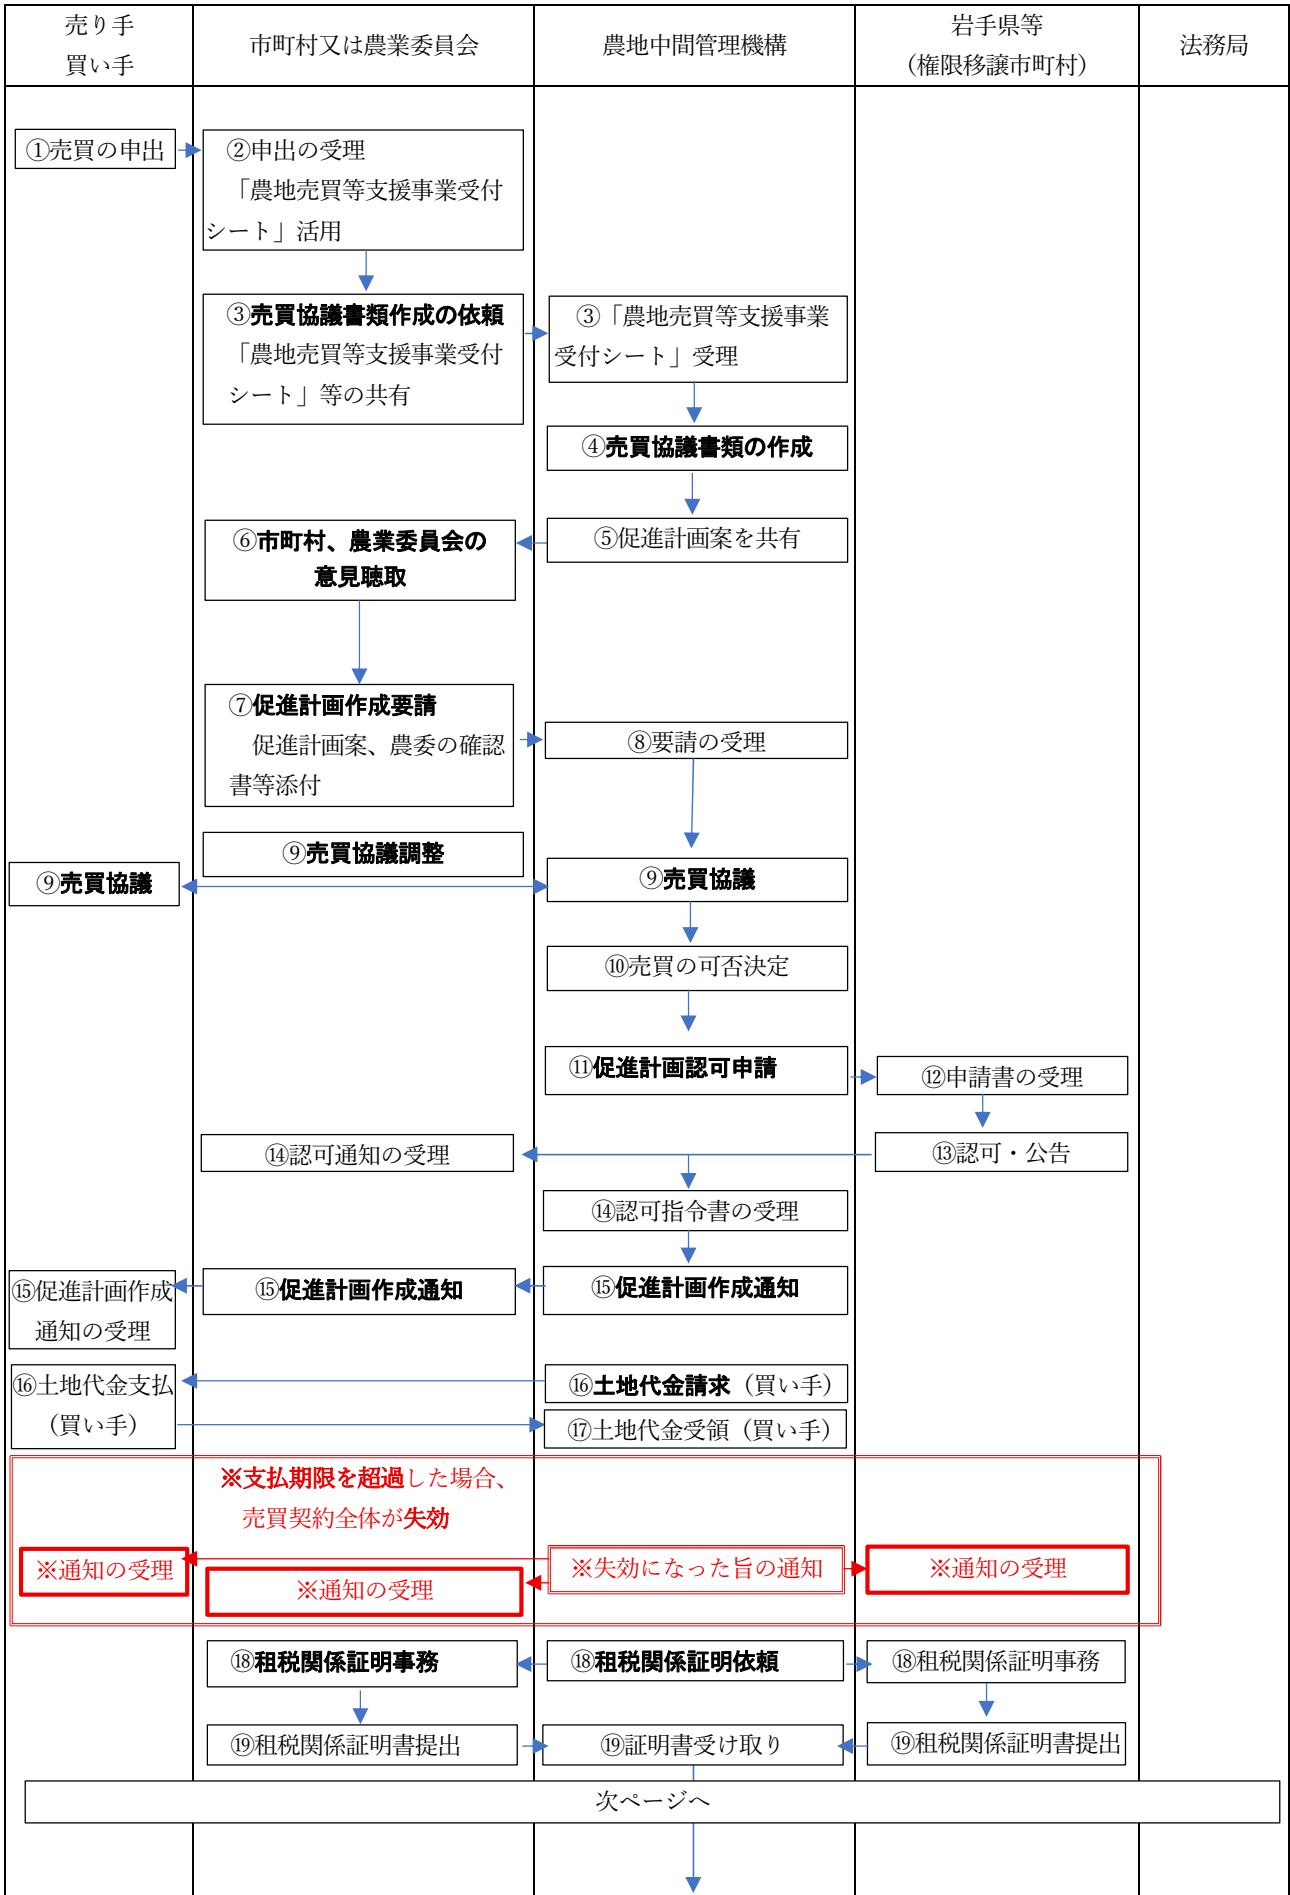 売り手
買い手
市町村又は農業委員会
農地中間管理機構
岩手県等
（権限移譲市町村）
法務局
①売買の申出
②申出の受理
「農地売買等支援事業受付
シート」活用
③売買協議書類作成の依頼
「農地売買等支援事業受付
シート」等の共有
③「農地売買等支援事業
受付シート」受理
④売買協議書類の作成
⑤促進計画案を共有
⑥市町村、農業委員会の
意見聴取
⑦促進計画作成要請
促進計画案、農委の確認
書等添付
⑧要請の受理
⑨売買協議調整
⑨売買協議
⑨売買協議
⑩売買の可否決定
⑪促進計画認可申請
⑫申請書の受理
⑬認可・公告
⑭認可通知の受理
⑭認可指令書の受理
⑮促進計画作成
通知の受理
⑮促進計画作成通知
⑮促進計画作成通知
⑯土地代金支払
（買い手）
⑯土地代金請求（買い手）
⑰土地代金受領（買い手）
※支払期限を超過した場合、
売買契約全体が失効
※通知の受理
※通知の受理
※失効になった旨の通知
※通知の受理
⑱租税関係証明事務
⑱租税関係証明依頼
⑱租税関係証明事務
⑲租税関係証明書提出
⑲証明書受け取り
⑲租税関係証明書提出
次ページへ